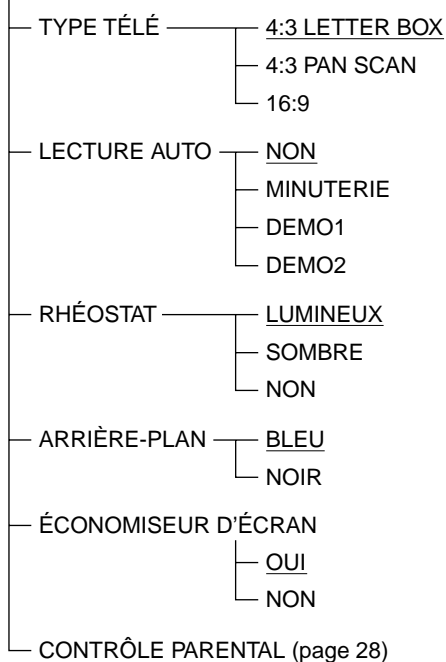 TYPE TÉLÉ 4:3 LETTER BOX
4:3 PAN SCAN
16:9
LECTURE AUTO NON
MINUTERIE
DEMO1
DEMO2
RHÉOSTAT LUMINEUX
SOMBRE
NON
ARRIÈRE-PLAN BLEU
NOIR
ÉCONOMISEUR D'ÉCRAN
OUI
NON
CONTRÔLE PARENTAL (page 28)